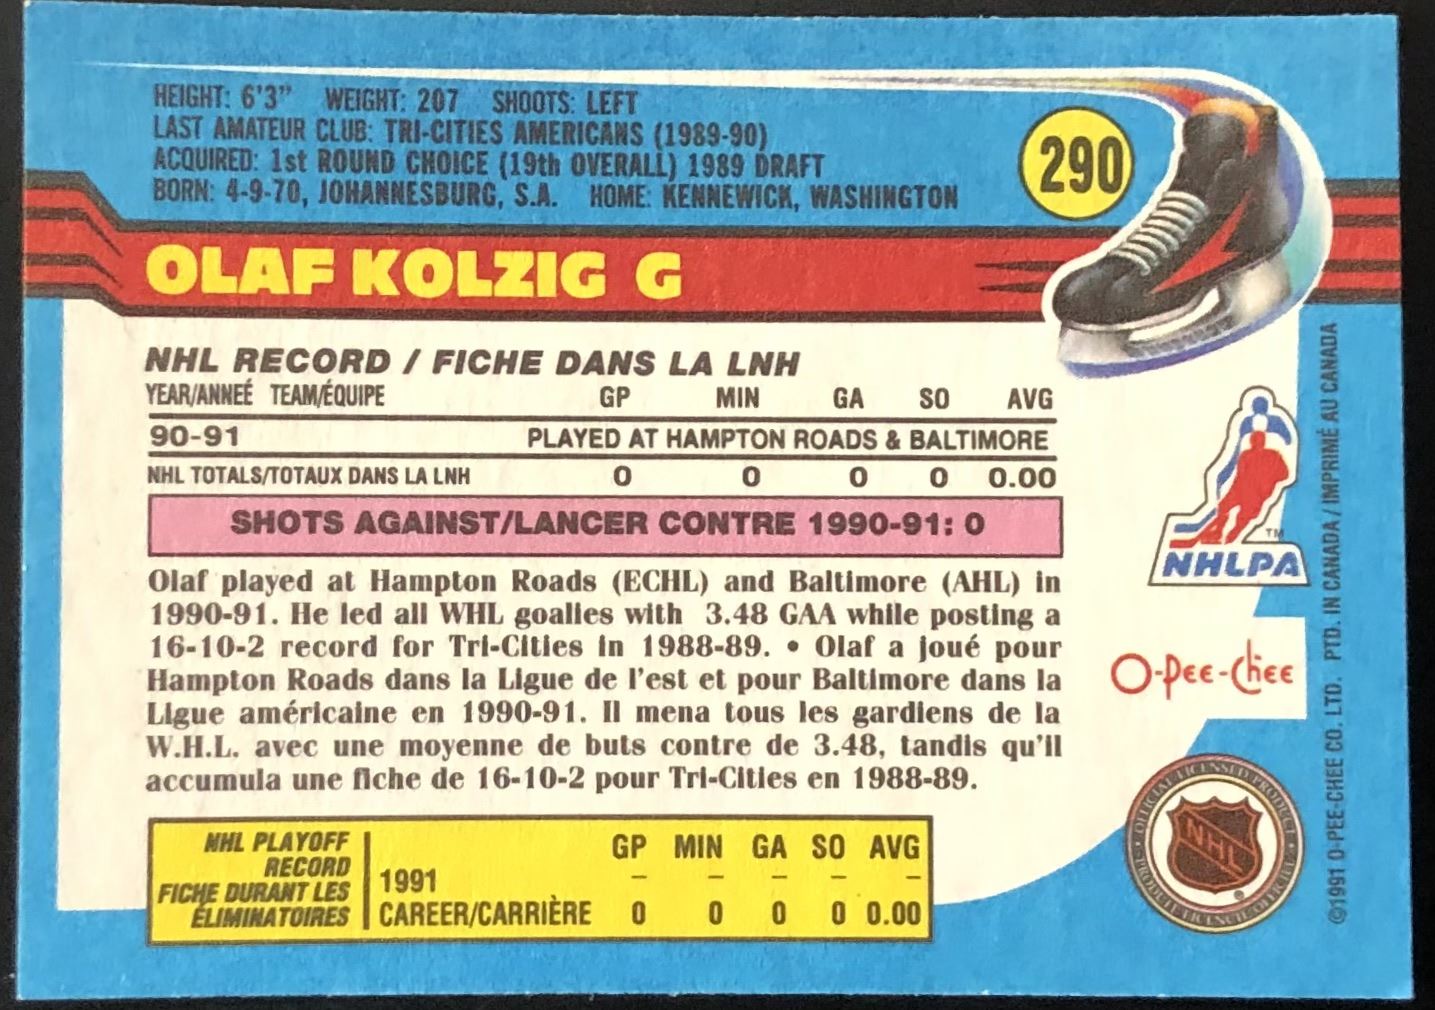 HEIGHT: 6'3" WEIGHT: 207 SHOOTS: LEFT
LAST AMATEUR CLUB: TRI-CITIES AMERICANS (1989-90)
ACQUIRED: 1st ROUND CHOICE (19th OVERALL) 1989 DRAFT
BORN: 4-9-70, JOHANNESBURG, S.A. HOME: KENNEWICK, WASHINGTON
290
OLAF KOLZIG G
NHL RECORD / FICHE DANS LA LNH
YEAR/ANNEÉ TEAM/ÉQUIPE GP MIN GA SO AVG
90-91 PLAYED AT HAMPTON ROADS & BALTIMORE
NHL TOTALS/TOTAUX DANS LA LNH 0 0 0 0 0.00
SHOTS AGAINST/LANCER CONTRE 1990-91: 0
Olaf played at Hampton Roads (ECHL) and Baltimore (AHL) in
1990-91. He led all WHL goalies with 3.48 GAA while posting a
16-10-2 record for Tri-Cities in 1988-89. • Olaf a joué pour
Hampton Roads dans la Ligue de l'est et pour Baltimore dans la
Ligue américaine en 1990-91. Il mena tous les gardiens de la
W.H.L. avec une moyenne de buts contre de 3.48, tandis qu'il
accumula une fiche de 16-10-2 pour Tri-Cities en 1988-89.
NHL PLAYOFF
RECORD
FICHE DURANT LES
ÉLIMINATOIRES
GP MIN GA SO AVG
1991 – – – – –
CAREER/CARRIÈRE 0 0 0 0 0.00
TM
NHLPA
O-Pee-Chee
OFFICIAL LICENSED PRODUCT
NHL
®
PRODUIT LICENCIÉ OFFICIEL
©1991 O-PEE-CHEE CO. LTD. PTD. IN CANADA / IMPRIMÉ AU CANADA